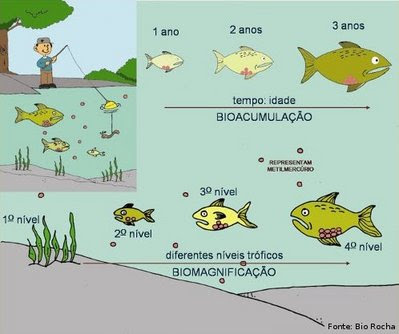 1 ano
2 anos
3 anos
tempo: idade
BIOACUMULAÇÃO
REPRESENTAM
METILMERCÚRIO
1º nível
2º nível
3º nível
4º nível
diferentes níveis tróficos
BIOMAGNIFICAÇÃO
Fonte: Bio Rocha